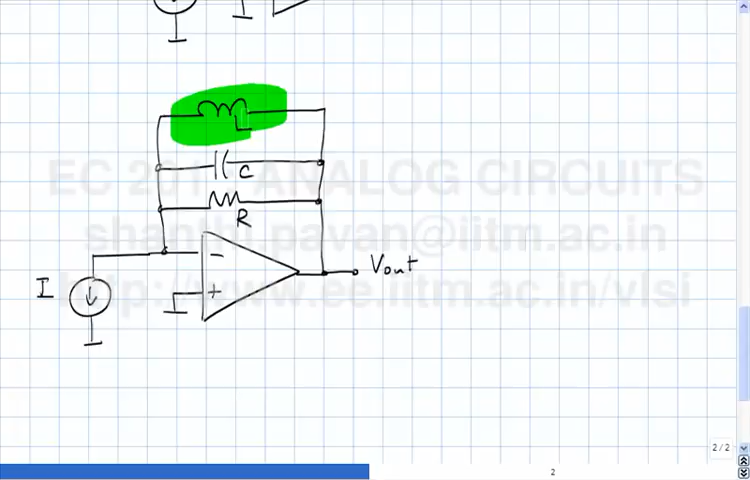 L
C
R
EC 201 ANALOG CIRCUITS
shanthi.pavan@iitm.ac.in
http://www.ee.iitm.ac.in/vlsi
I
−
+
Vout
2 / 2
2